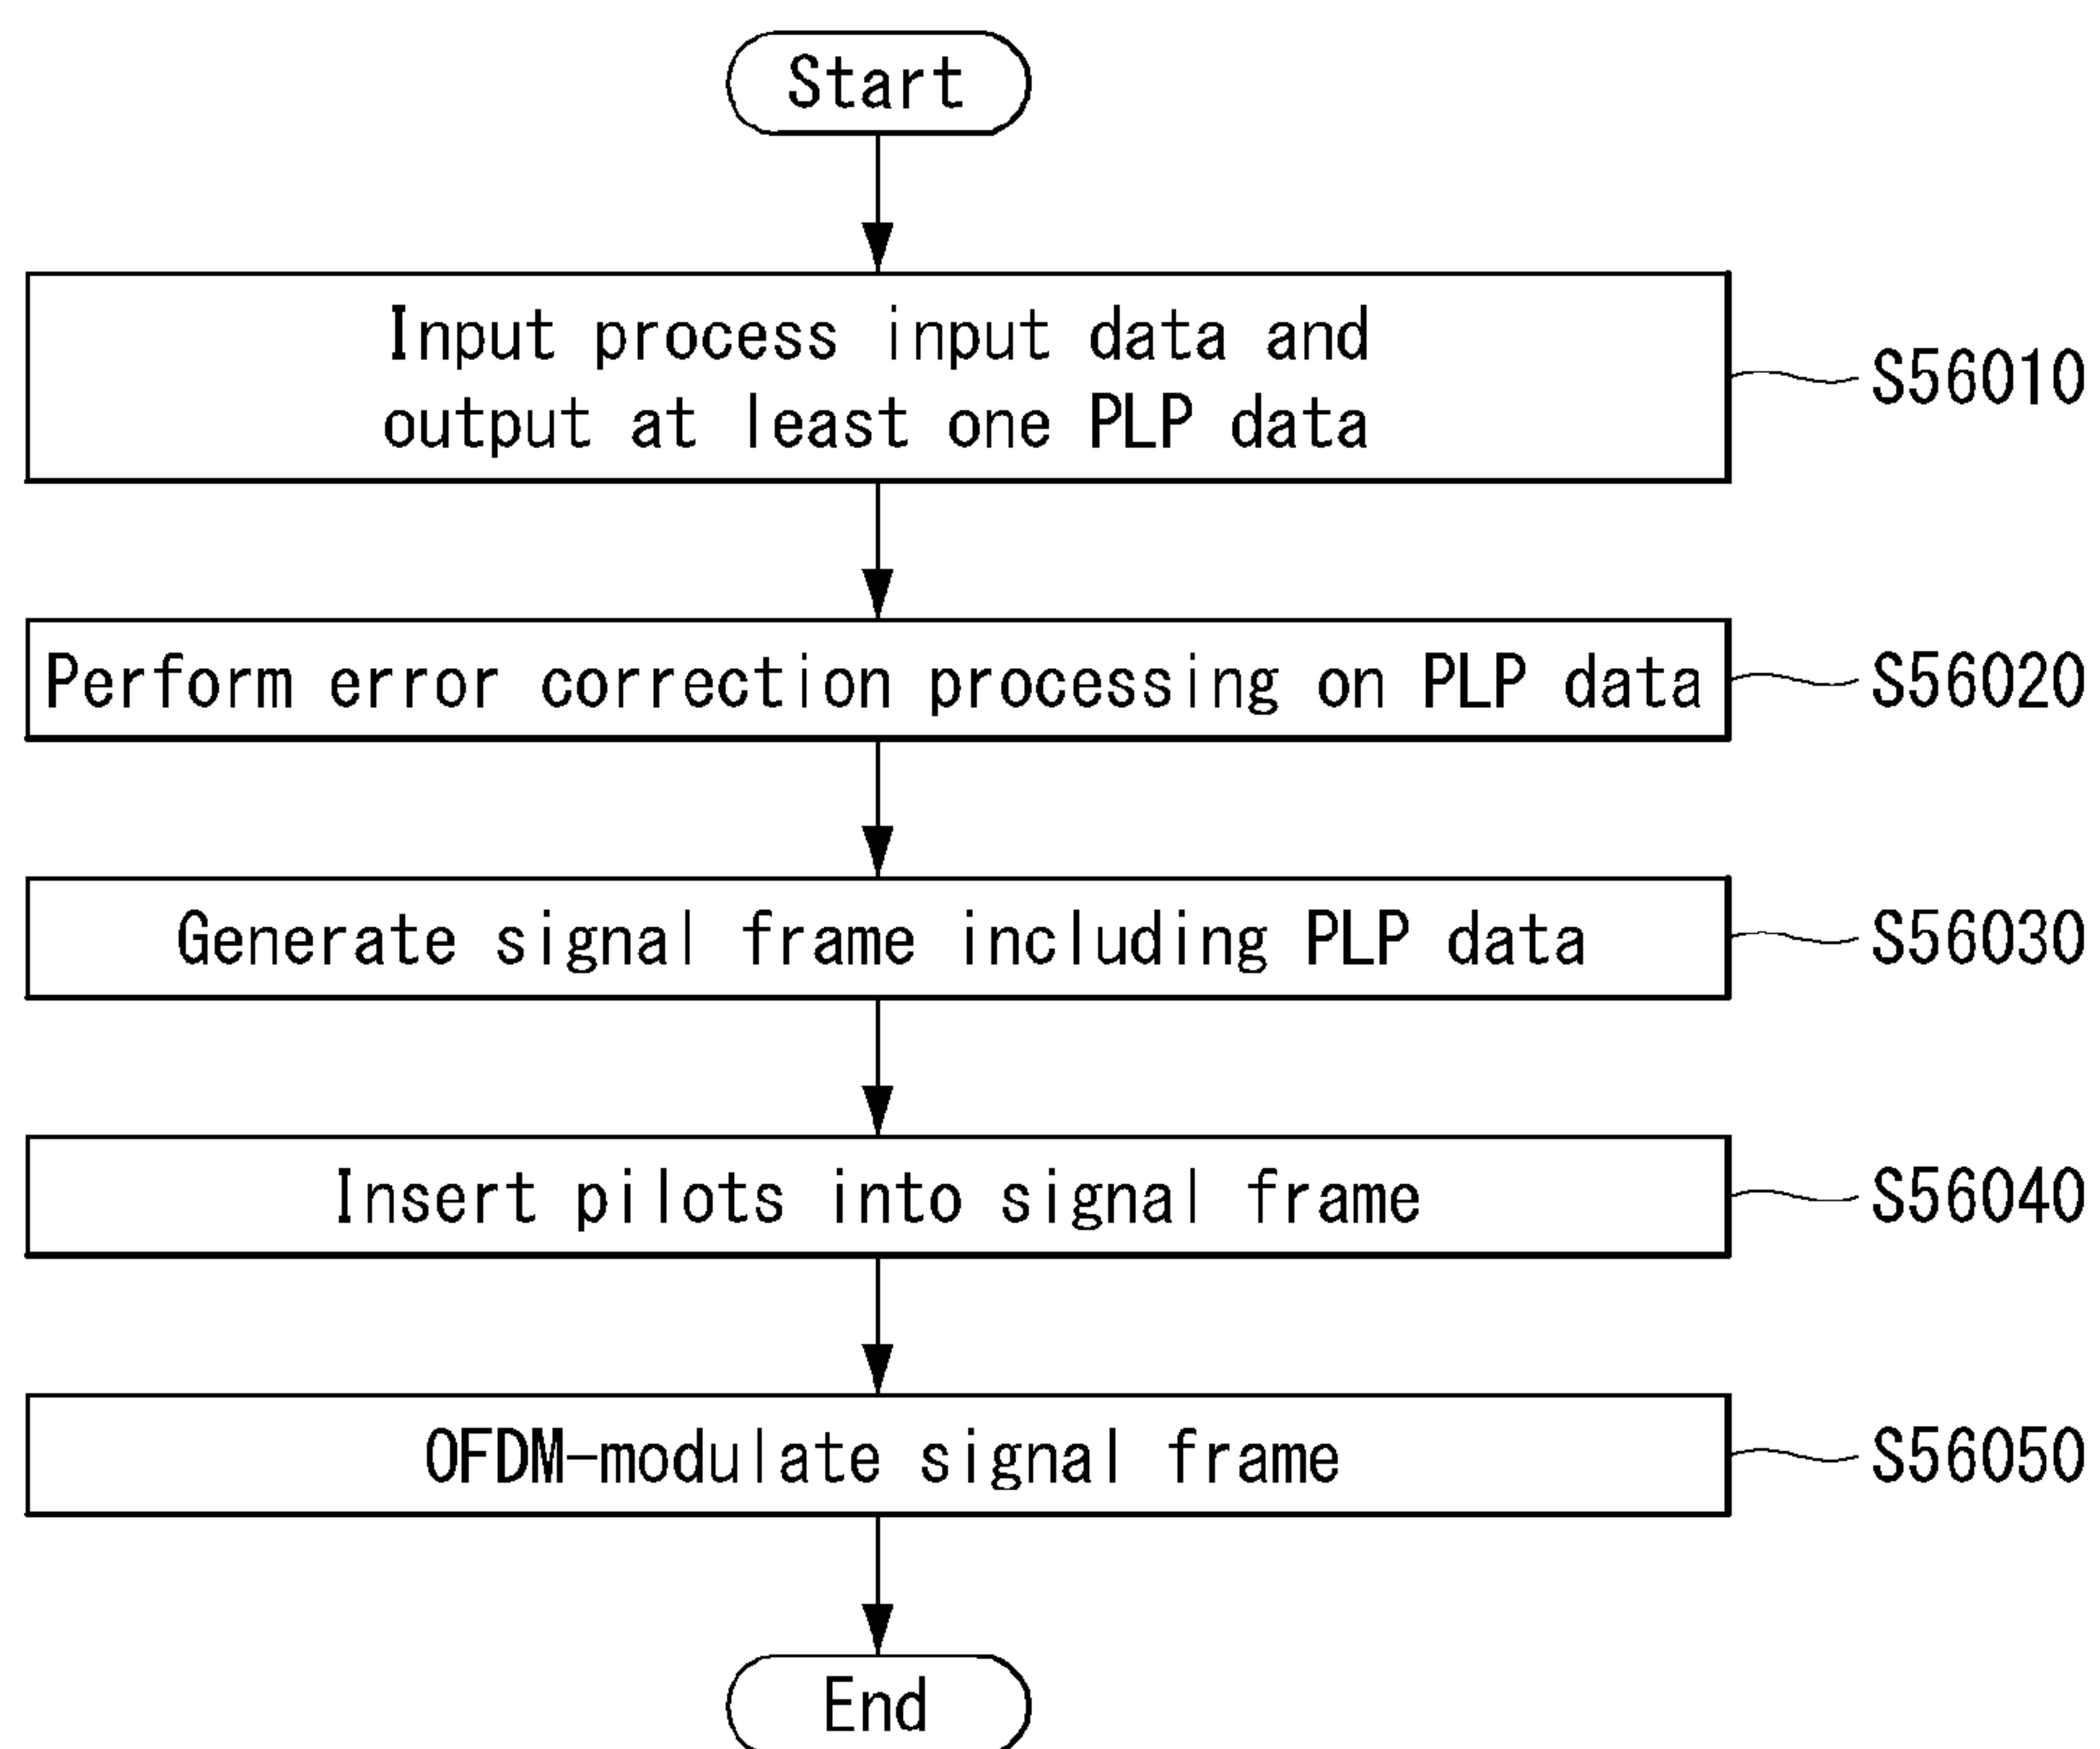 Start
Input process input data and
output at least one PLP data
S56010
Perform error correction processing on PLP data
S56020
Generate signal frame including PLP data
S56030
Insert pilots into signal frame
S56040
OFDM-modulate signal frame
S56050
End